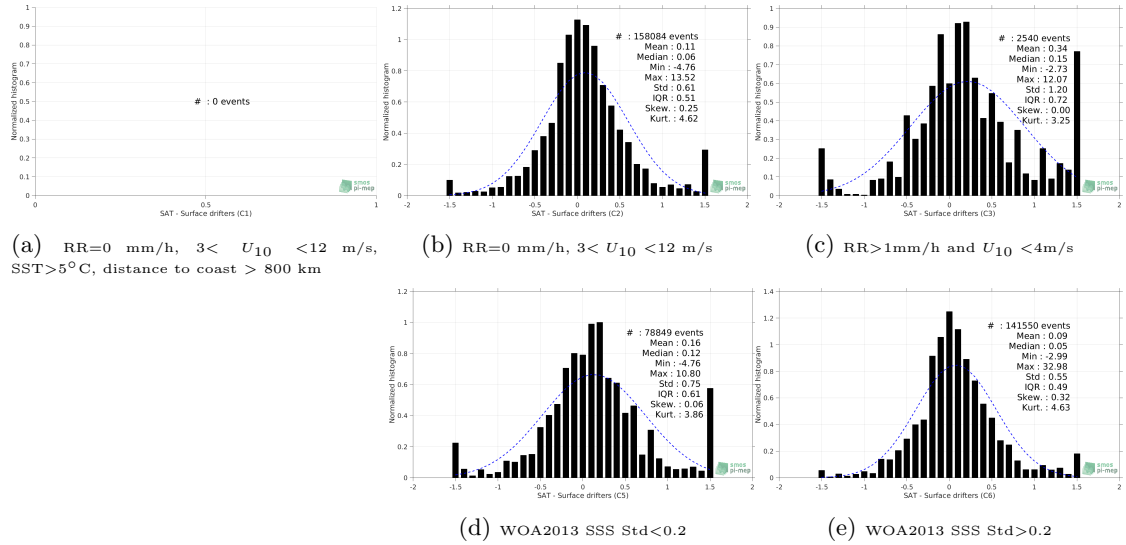 1
0.9
0.8
0.7
0.6
0.5
0.4
0.3
0.2
0.1
0
Normalized histogram
# : 0 events
0 0.5 1
SAT - Surface drifters (C1)
smos
pi-mep
(a) RR=0 mm/h, 3< U10 <12 m/s,
SST>5°C, distance to coast > 800 km
1.2
1
0.8
0.6
0.4
0.2
0
Normalized histogram
# : 158084 events
Mean : 0.11
Median : 0.06
Min : -4.76
Max : 13.52
Std : 0.61
IQR : 0.51
Skew. : 0.25
Kurt. : 4.62
-2 -1.5 -1 -0.5 0 0.5 1 1.5 2
SAT - Surface drifters (C2)
smos
pi-mep
(b) RR=0 mm/h, 3< U10 <12 m/s
1
0.9
0.8
0.7
0.6
0.5
0.4
0.3
0.2
0.1
0
Normalized histogram
# : 2540 events
Mean : 0.34
Median : 0.15
Min : -2.73
Max : 12.07
Std : 1.20
IQR : 0.72
Skew. : 0.00
Kurt. : 3.25
-2 -1.5 -1 -0.5 0 0.5 1 1.5 2
SAT - Surface drifters (C3)
smos
pi-mep
(c) RR>1mm/h and U10 <4m/s
1.2
1
0.8
0.6
0.4
0.2
0
Normalized histogram
# : 78849 events
Mean : 0.16
Median : 0.12
Min : -4.76
Max : 10.80
Std : 0.75
IQR : 0.61
Skew. : 0.06
Kurt. : 3.86
-2 -1.5 -1 -0.5 0 0.5 1 1.5 2
SAT - Surface drifters (C5)
smos
pi-mep
(d) WOA2013 SSS Std<0.2
1.4
1.2
1
0.8
0.6
0.4
0.2
0
Normalized histogram
# : 141550 events
Mean : 0.09
Median : 0.05
Min : -2.99
Max : 32.98
Std : 0.55
IQR : 0.49
Skew. : 0.32
Kurt. : 4.63
-2 -1.5 -1 -0.5 0 0.5 1 1.5 2
SAT - Surface drifters (C6)
smos
pi-mep
(e) WOA2013 SSS Std>0.2